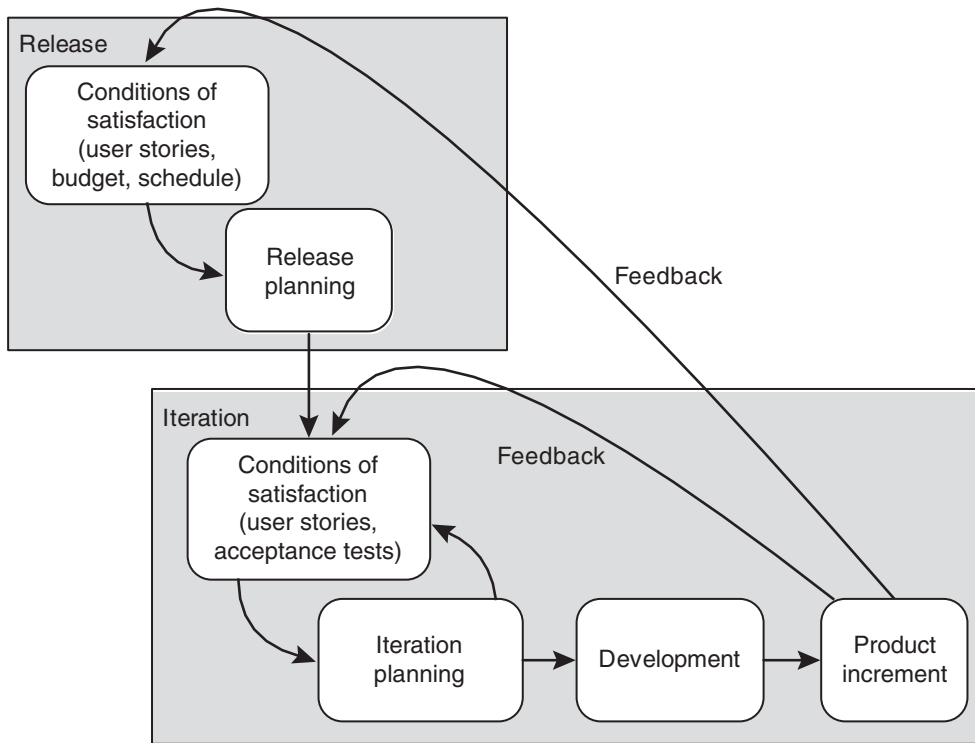 Release
Conditions of
satisfaction
(user stories,
budget, schedule)
Release
planning
Feedback
Iteration
Conditions of
satisfaction
(user stories,
acceptance tests)
Feedback
Iteration
planning
Development
Product
increment